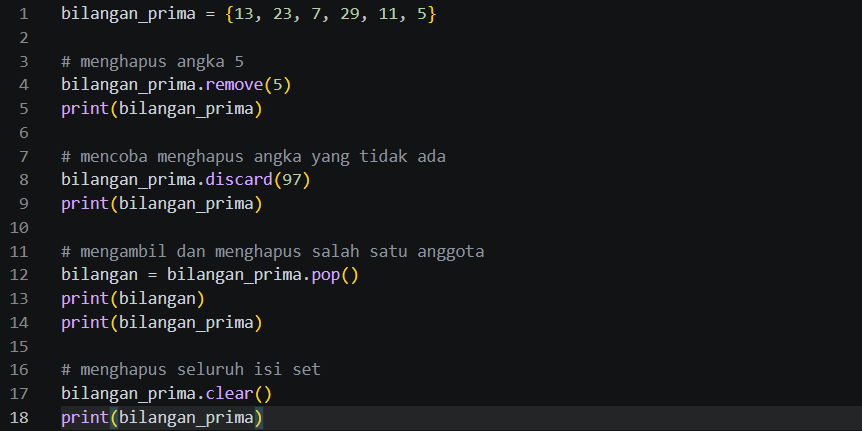 1 bilangan_prima = {13, 23, 7, 29, 11, 5}
2
3 # menghapus angka 5
4 bilangan_prima.remove(5)
5 print(bilangan_prima)
6
7 # mencoba menghapus angka yang tidak ada
8 bilangan_prima.discard(97)
9 print(bilangan_prima)
10
11 # mengambil dan menghapus salah satu anggota
12 bilangan = bilangan_prima.pop()
13 print(bilangan)
14 print(bilangan_prima)
15
16 # menghapus seluruh isi set
17 bilangan_prima.clear()
18 print(bilangan_prima)